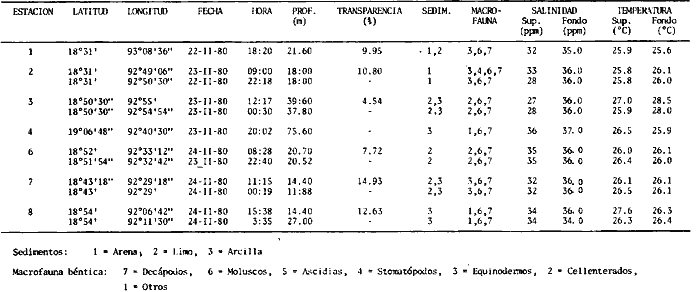 ESTACION LATITUD LONGITUD FECHA HORA PROF. TRANSPARENCIA SEDIM. MACRO- SALINIDAD TEMPERATURA
(m) (%) FAUNA Sup. Fondo Sup. Fondo
(ppm) (ppm) (°C) (°C)
1 18°31' 93°08'36" 22-II-80 18:20 21.60 9.95 - 1,2 3,6,7 32 35.0 25.9 25.6
2 18°31' 92°49'06" 23-II-80 09:00 18:00 10.80 1 3,4,6,7 33 36.0 25.8 26.1
18°31' 92°50'30" 22-II-80 22:18 18:00 - 1 3,6,7 28 36.0 25.8 26.0
3 18°50'30" 92°55' 23-II-80 12:17 39:60 4.54 2,3 2,6,7 27 36.0 27.0 28.5
18°50'30" 92°54'54" 23-II-80 00:30 37.80 - 2,3 2,6,7 28 36.0 25.9 28.0
4 19°06'48" 92°40'30" 23-II-80 20:02 75.60 3 1,6,7 36 37.0 26.5 25.9
6 18°52' 92°33'12" 24-II-80 08:28 20.70 7.72 2 2,6,7 35 36.0 26.0 26.1
18°51'54" 92°32'42" 23_II-80 22:40 20.52 - 2 2,6,7 35 36.0 26.4 26.0
7 18°43'18" 92°29'18" 24-II-80 11:15 14.40 14.93 2,3 3,6,7 32 36.0 26.1 26.1
18°43' 92°29' 24-II-80 00:19 11:88 - 2,3 3,6,7 32 36.0 26.5 26.1
8 18°54' 92°06'42" 24-II-80 15:38 14.40 12.63 3 1,6,7 34 36.0 27.6 26.3
18°54' 92°11'30" 24-II-80 3:35 27.00 - 3 1,6,7 34 34.0 26.3 26.4
Sedimentos: 1 = Arena, 2 = Limo, 3 = Arcilla
Macrofauna béntica: 7 = Decápodos, 6 = Moluscos, 5 = Ascidias, 4 = Stomatópodos, 3 = Equinodermos, 2 = Cellenterados,
1 = Otros